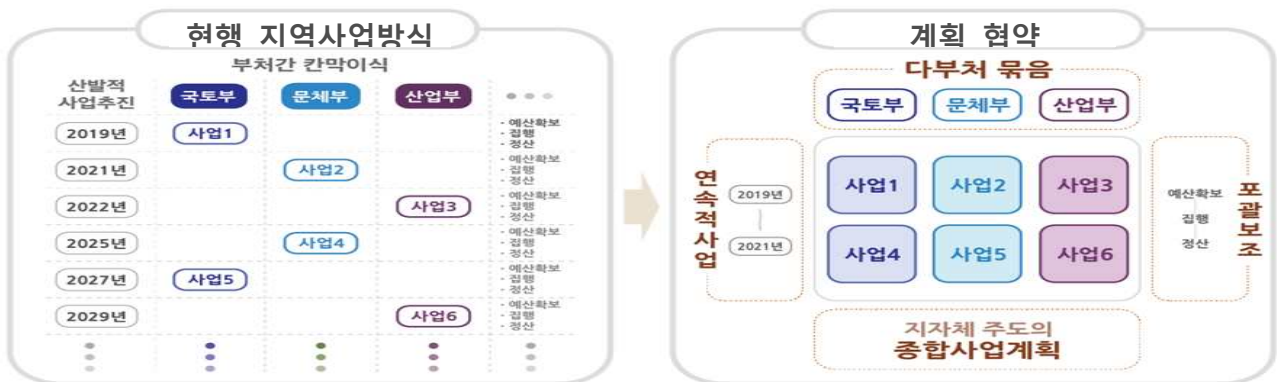 현행 지역사업방식
부처간 칸막이식
산발적
사업추진
국토부
문체부
산업부
2019년
사업1
- 예산확보
- 집행
- 정산
2021년
사업2
- 예산확보
- 집행
- 정산
2022년
사업3
- 예산확보
- 집행
- 정산
2025년
사업4
- 예산확보
- 집행
- 정산
2027년
사업5
- 예산확보
- 집행
- 정산
2029년
사업6
- 예산확보
- 집행
- 정산
계획 협약
다부처 묶음
국토부
문체부
산업부
연속적사업
2019년
2021년
사업1
사업2
사업3
사업4
사업5
사업6
예산확보
집행
정산
포괄보조
지자체 주도의
종합사업계획